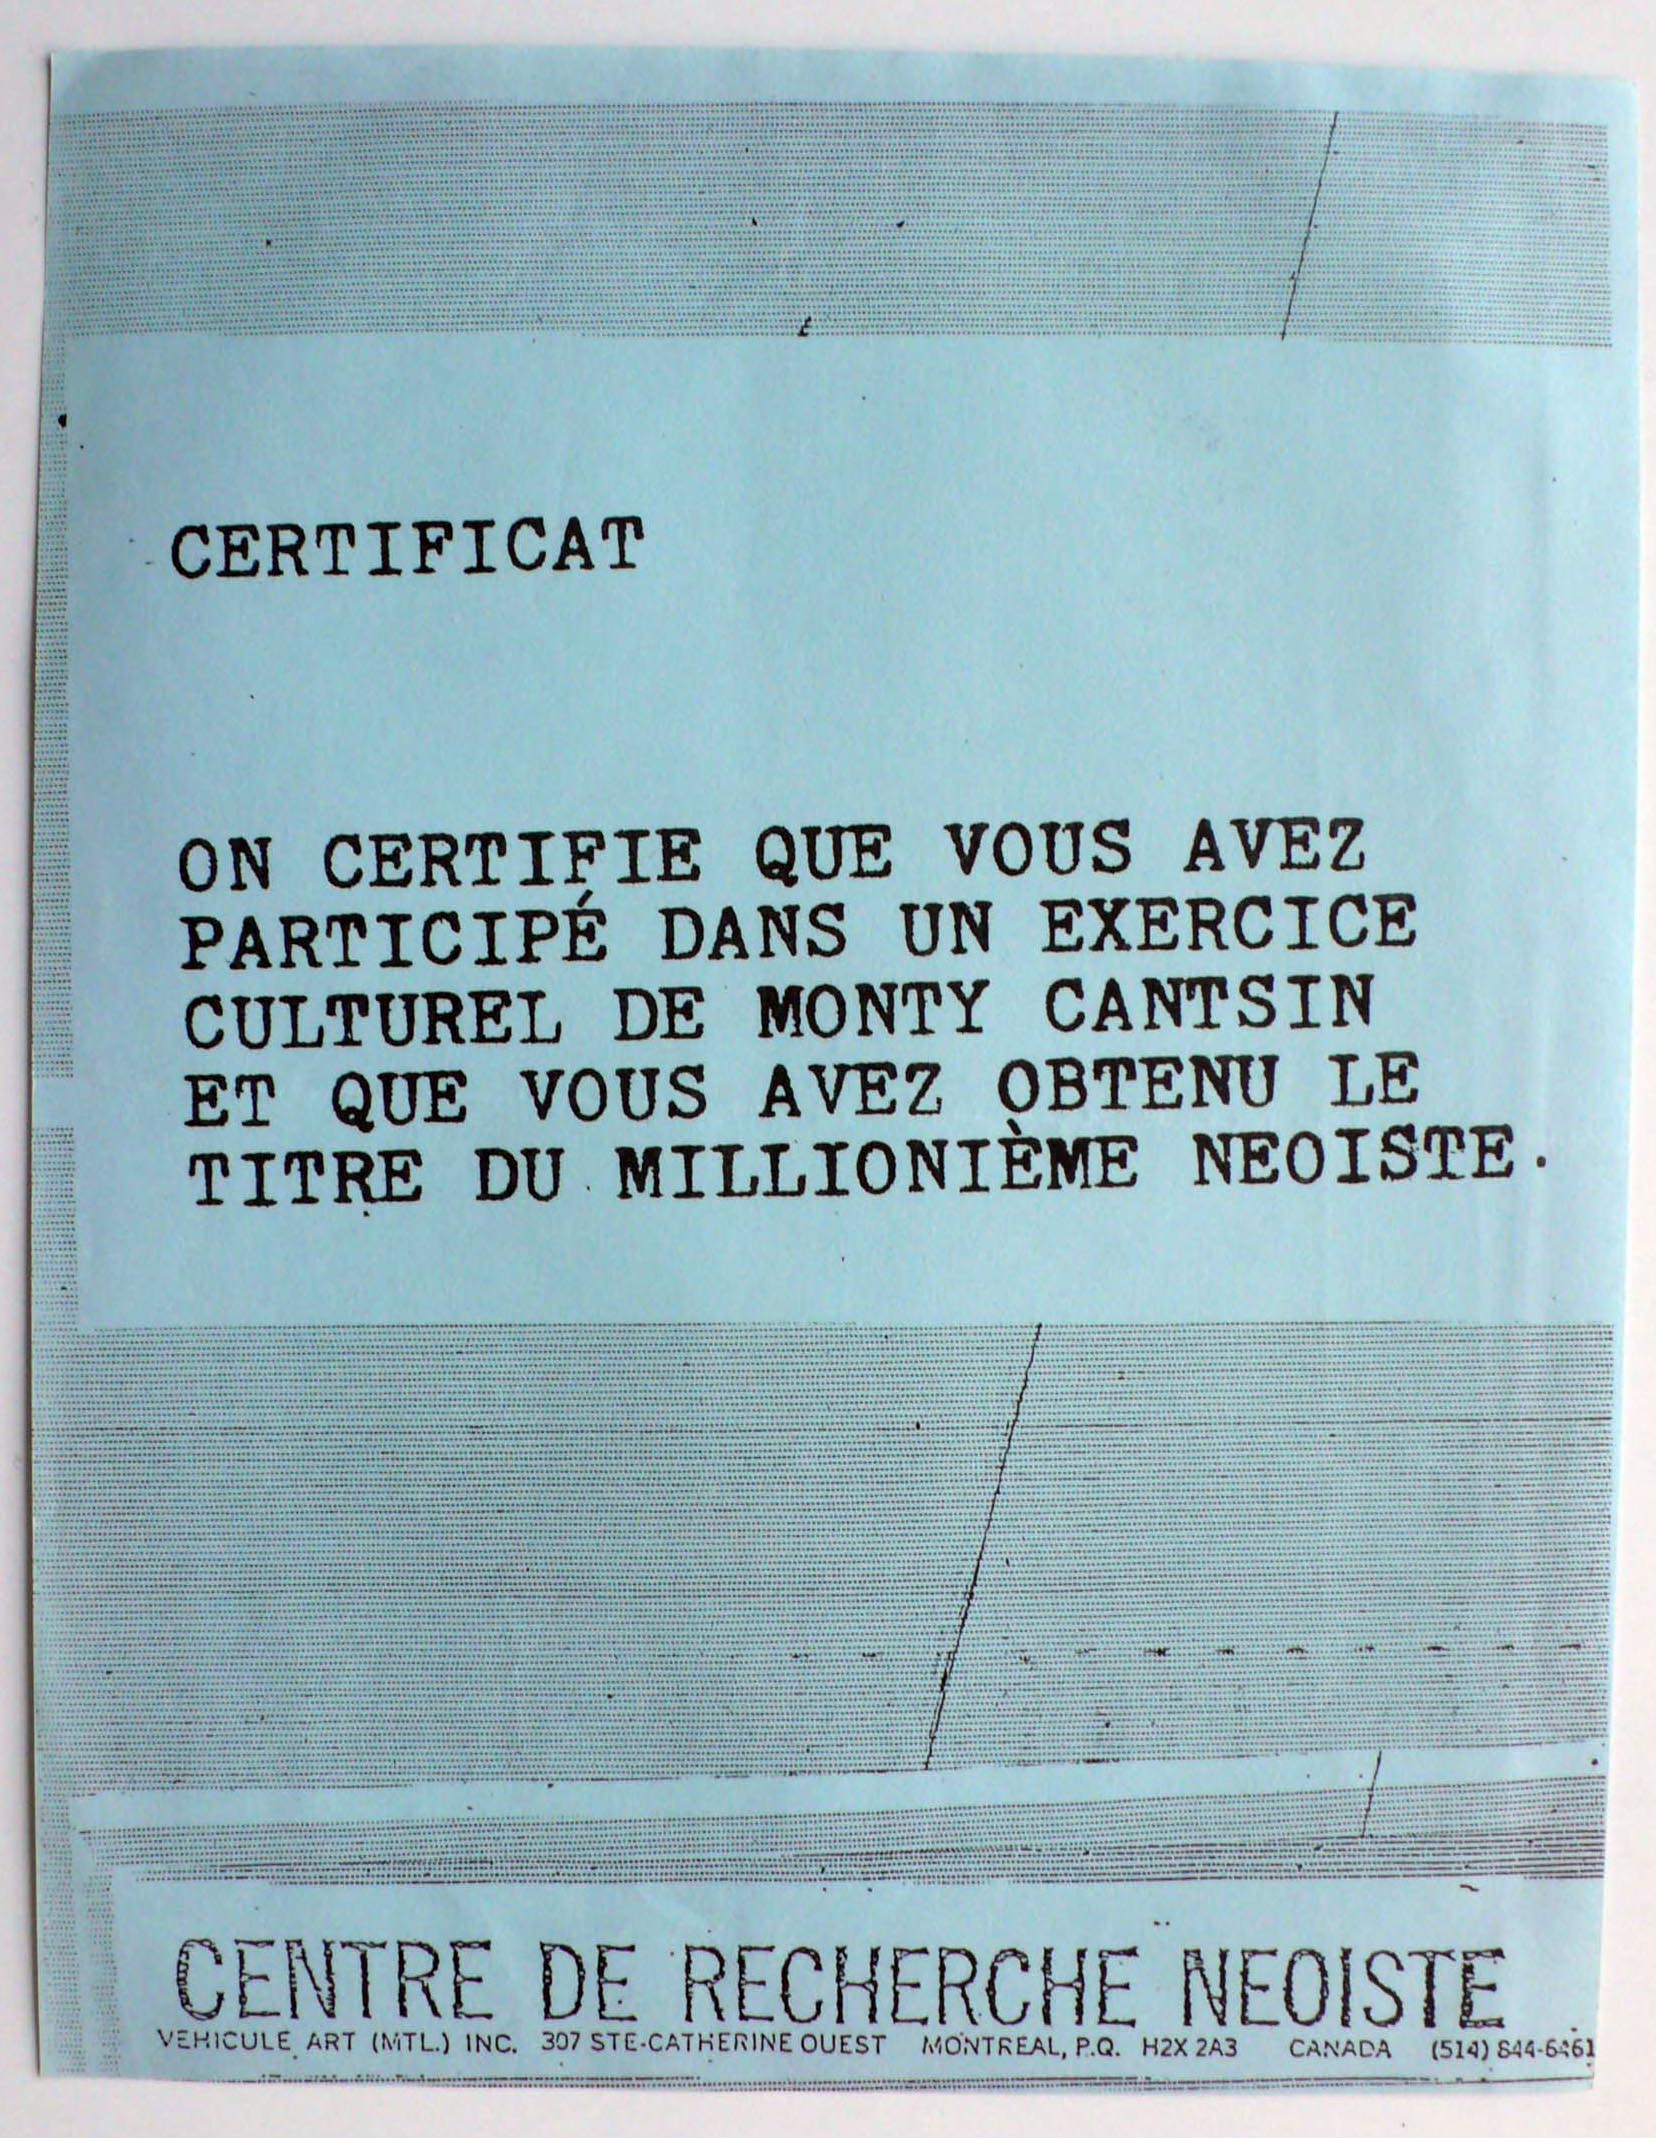 CERTIFICAT
ON CERTIFIE QUE VOUS AVEZ
PARTICIPÉ DANS UN EXERCICE
CULTUREL DE MONTY CANTSIN
ET QUE VOUS AVEZ OBTENU LE
TITRE DU MILLIONIÈME NEOISTE.
CENTRE DE RECHERCHE NEOISTE
VEHICULE ART (MTL.) INC. 307 STE-CATHERINE OUEST MONTREAL, P.Q. H2X 2A3 CANADA (514) 844-6461